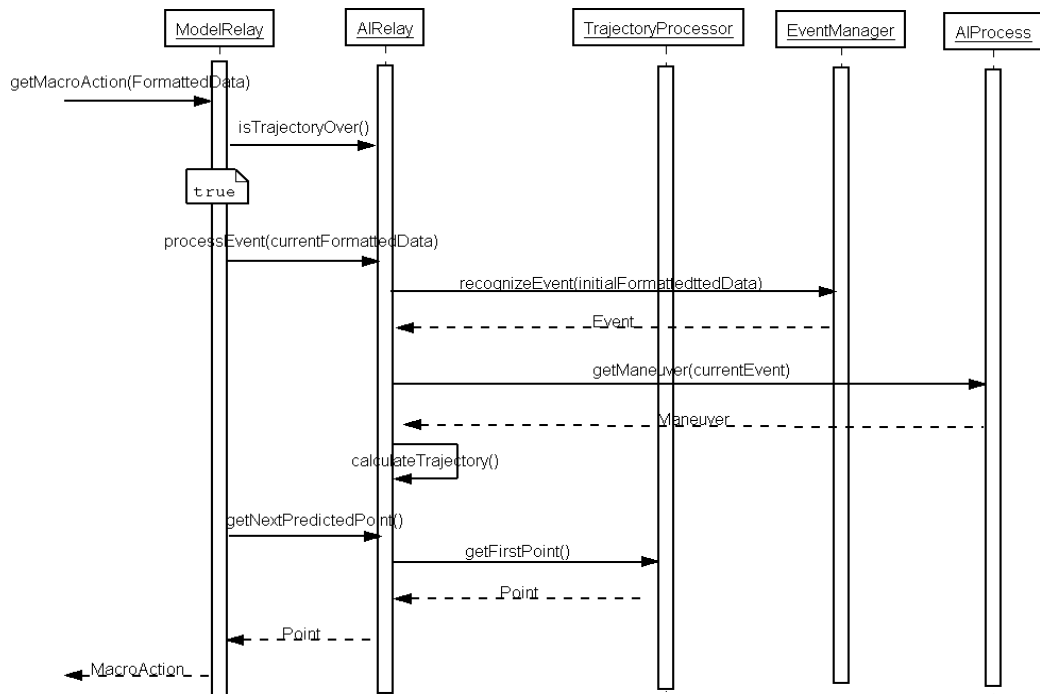 ModelRelay
AIRelay
TrajectoryProcessor
EventManager
AIProcess
getMacroAction(FormattedData)
isTrajectoryOver()
true
processEvent(currentFormattedData)
recognizeEvent(initialFormattedttedData)
Event
getManeuver(currentEvent)
Maneuver
calculateTrajectory()
getNextPredictedPoint()
getFirstPoint()
Point
Point
MacroAction